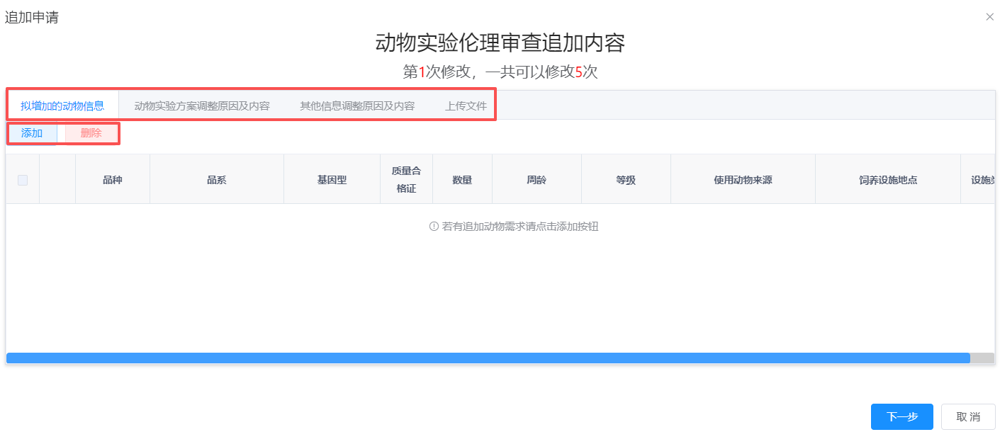 追加申请
动物实验伦理审查追加内容
第1次修改，一共可以修改5次
拟增加的动物信息 动物实验方案调整原因及内容 其他信息调整原因及内容 上传文件
添加 删除
品种 品系 基因型 质量合格证 数量 周龄 等级 使用动物来源 饲养设施地点 设施
若有追加动物需求请点击添加按钮
下一步 取 消